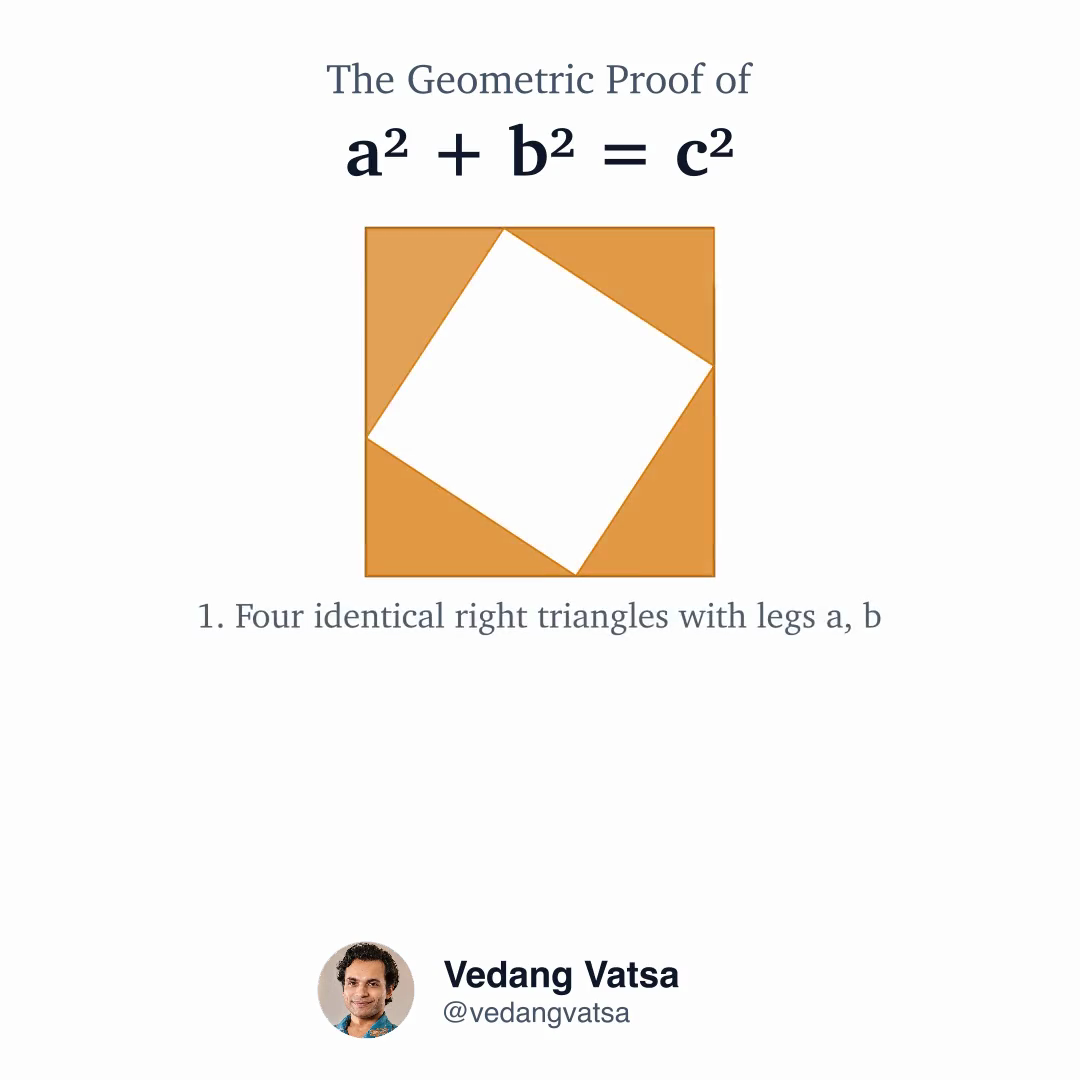 The Geometric Proof of
a² + b² = c²
1. Four identical right triangles with legs a, b
Vedang Vatsa
@vedangvatsa